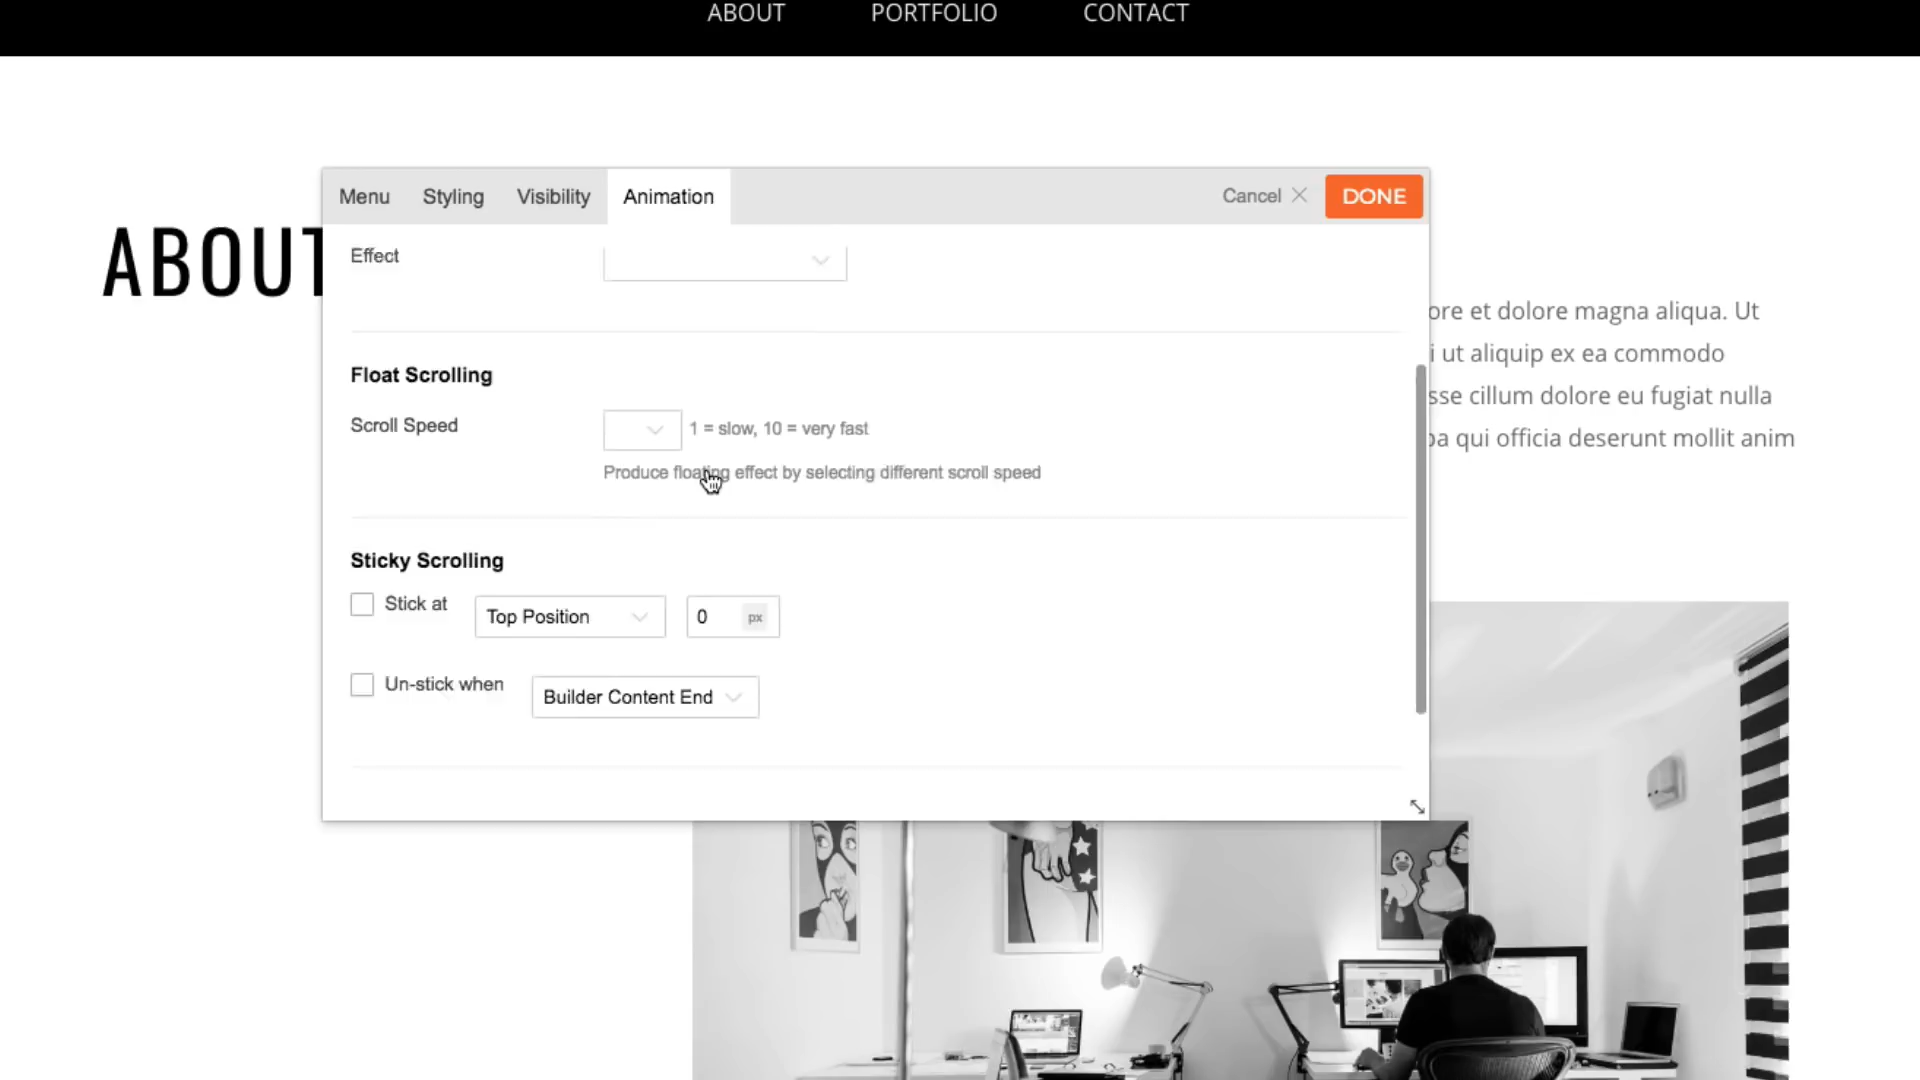 ABOUT PORTFOLIO CONTACT
Menu Styling Visibility Animation Cancel DONE
ABOUT
Effect
ore et dolore magna aliqua. Ut
i ut aliquip ex ea commodo
Float Scrolling
sse cillum dolore eu fugiat nulla
Scroll Speed 1 = slow, 10 = very fast
pa qui officia deserunt mollit anim
Produce floating effect by selecting different scroll speed
Sticky Scrolling
Stick at Top Position 0 px
Un-stick when Builder Content End